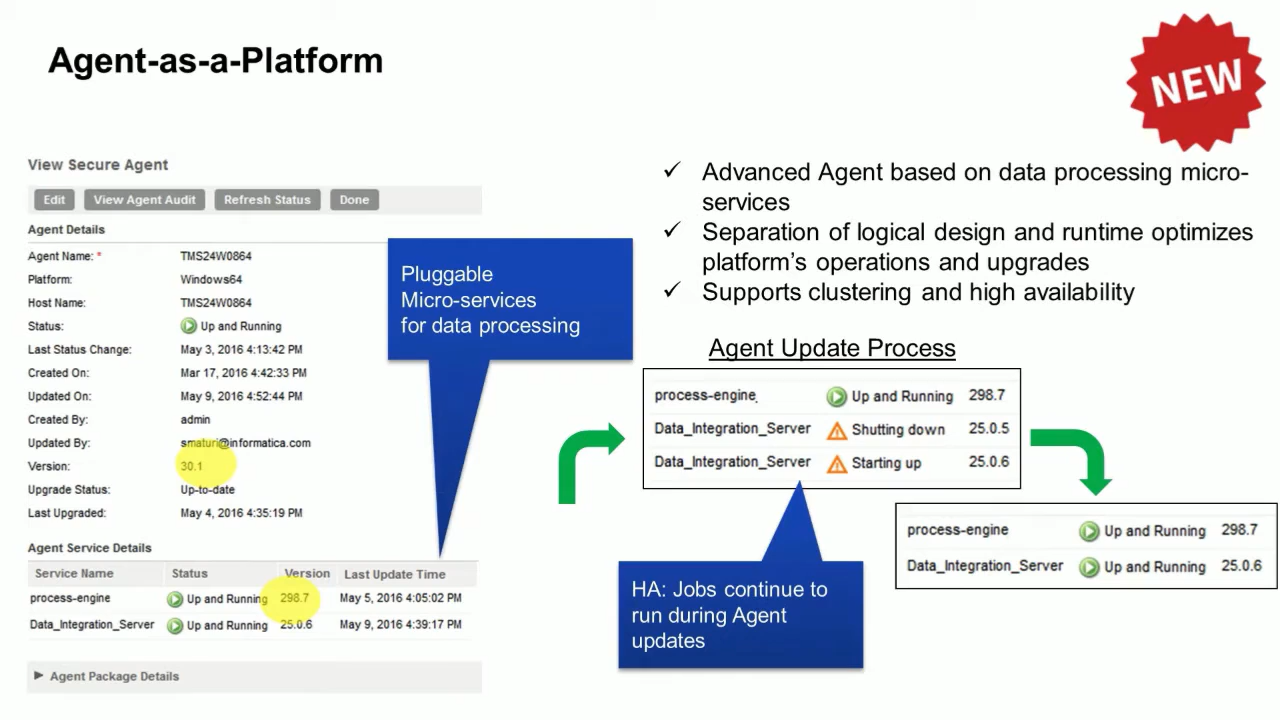 Agent-as-a-Platform
NEW
View Secure Agent
Edit View Agent Audit Refresh Status Done
Agent Details
Agent Name: * TMS24W0864
Platform: Windows64
Host Name: TMS24W0864
Status: Up and Running
Last Status Change: May 3, 2016 4:13:42 PM
Created On: Mar 17, 2016 4:42:33 PM
Updated On: May 9, 2016 4:52:44 PM
Created By: admin
Updated By: smaturi@informatica.com
Version: 30.1
Upgrade Status: Up-to-date
Last Upgraded: May 4, 2016 4:35:19 PM
Agent Service Details
Service Name Status Version Last Update Time
process-engine Up and Running 298.7 May 5, 2016 4:05:02 PM
Data_Integration_Server Up and Running 25.0.6 May 9, 2016 4:39:17 PM
Agent Package Details
Pluggable
Micro-services
for data processing
✓ Advanced Agent based on data processing micro-
services
✓ Separation of logical design and runtime optimizes
platform's operations and upgrades
✓ Supports clustering and high availability
Agent Update Process
process-engine Up and Running 298.7
Data_Integration_Server Shutting down 25.0.5
Data_Integration_Server Starting up 25.0.6
HA: Jobs continue to
run during Agent
updates
process-engine Up and Running 298.7
Data_Integration_Server Up and Running 25.0.6